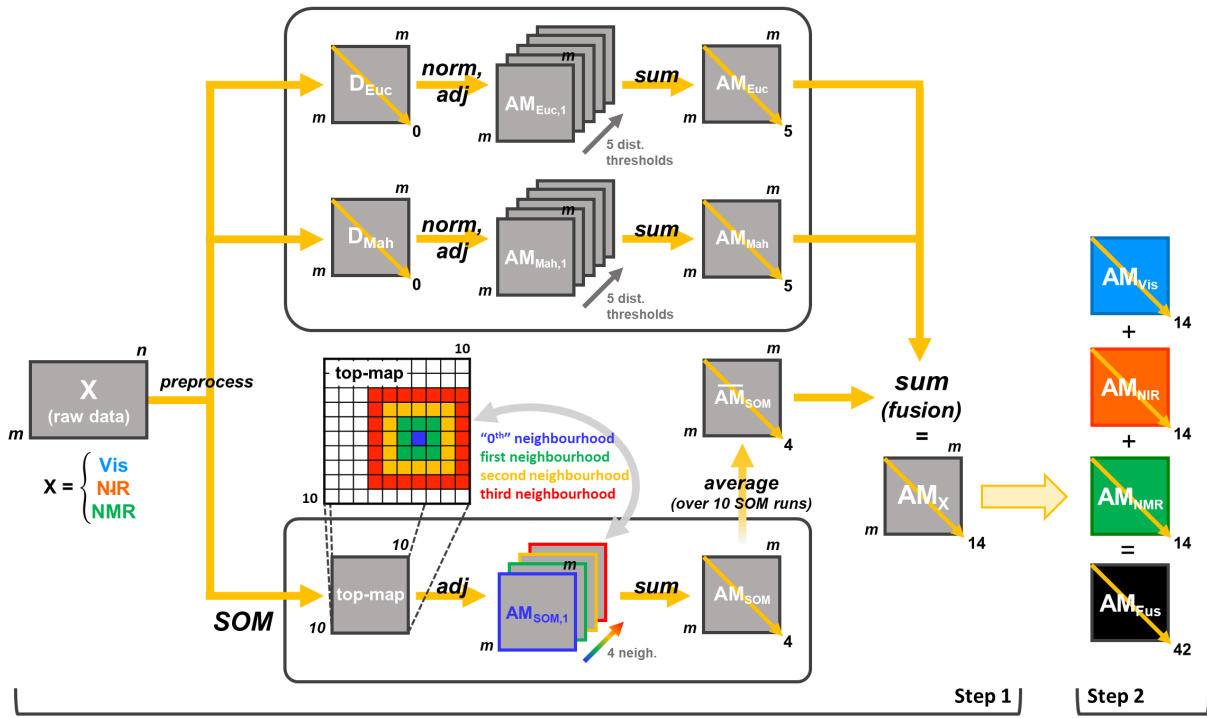 m
D_Euc
m
0
norm,
adj
m
AM_Euc,1
m
5 dist.
thresholds
sum
m
AM_Euc
m
5
m
D_Mah
m
0
norm,
adj
m
AM_Mah,1
m
5 dist.
thresholds
sum
m
AM_Mah
m
5
n
X
(raw data)
m
preprocess
X = { Vis
NIR
NMR
10
top-map
10
"0th" neighbourhood
first neighbourhood
second neighbourhood
third neighbourhood
SOM
10
top-map
10
adj
m
AM_SOM,1
m
4 neigh.
sum
m
AM_SOM
m
4
average
(over 10 SOM runs)
m
A̅M̅_SOM
4
sum
(fusion)
=
m
AM_X
m
14
Step 1
AM_Vis
14
+
AM_NIR
14
+
AM_NMR
14
=
AM_Fus
42
Step 2